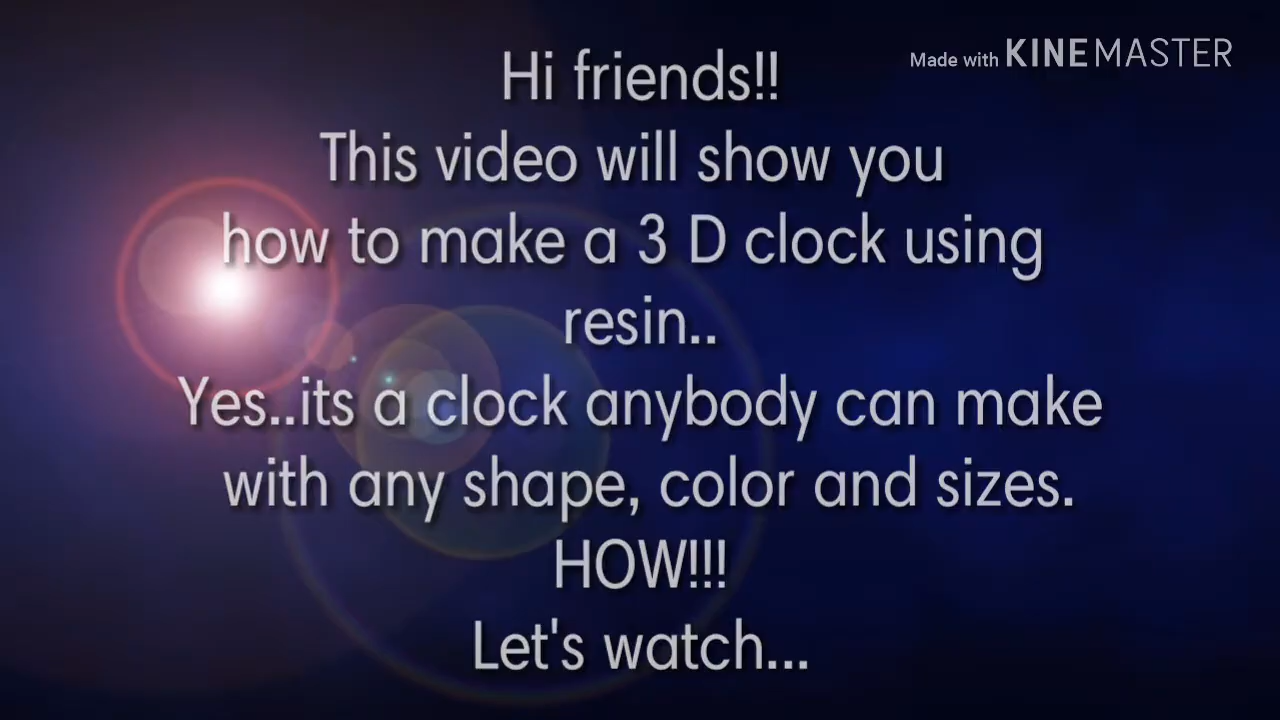 Made with KINEMASTER
Hi friends!!
This video will show you
how to make a 3 D clock using
resin..
Yes..its a clock anybody can make
with any shape, color and sizes.
HOW!!!
Let's watch...